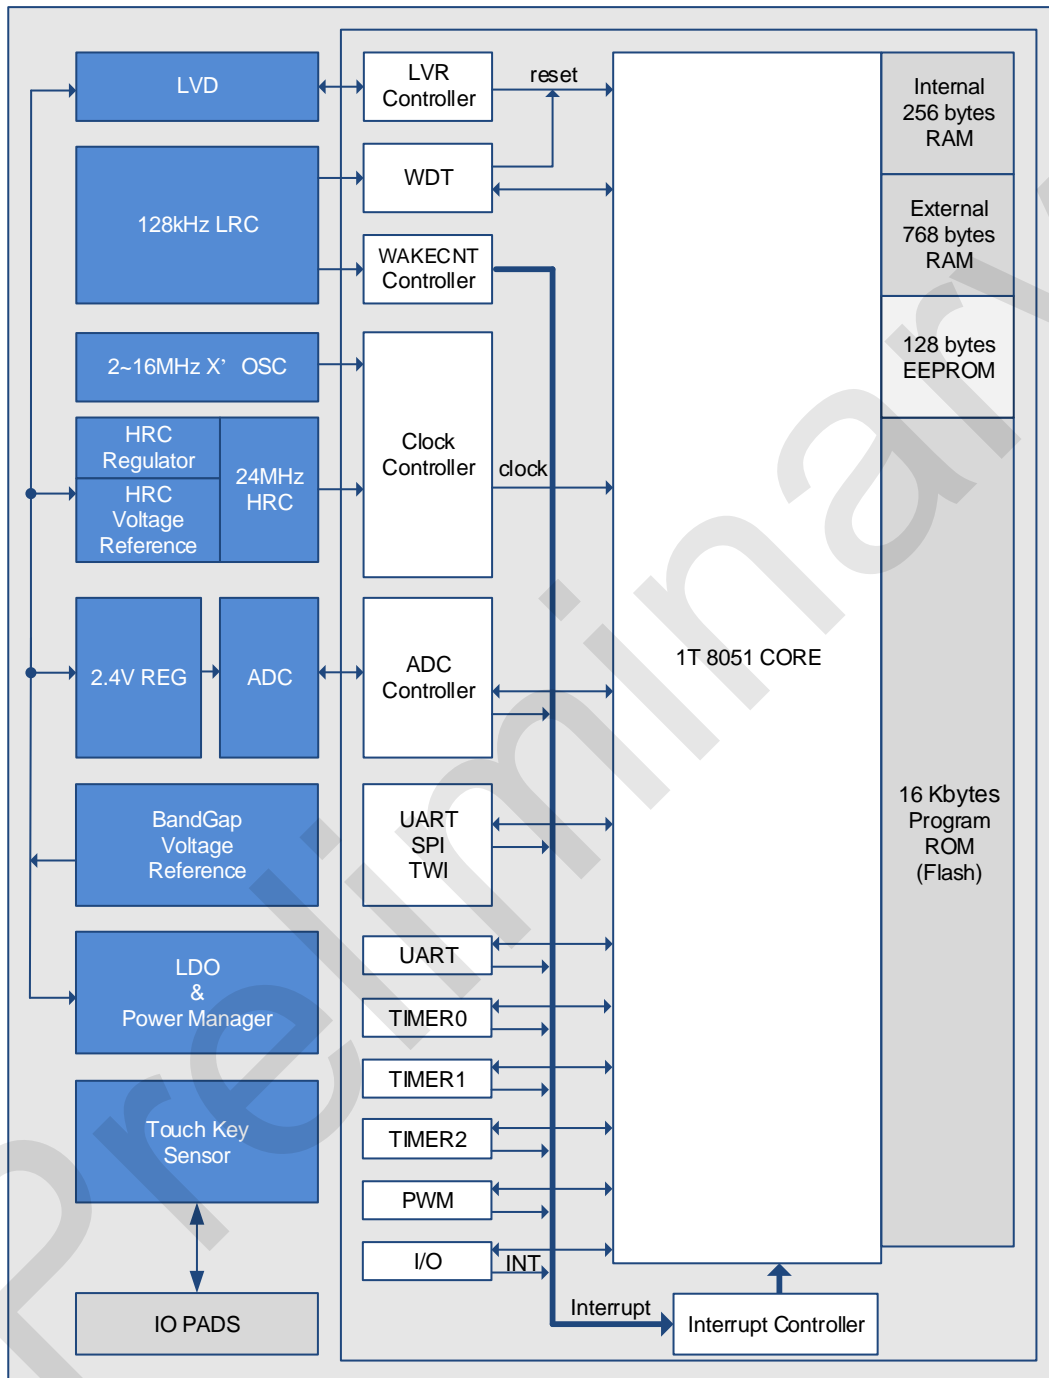 LVD
LVR
Controller
reset
Internal
256 bytes
RAM
128kHz LRC
WDT
WAKECNT
Controller
External
768 bytes
RAM
2~16MHz X’ OSC
128 bytes
EEPROM
HRC
Regulator
HRC
Voltage
Reference
24MHz
HRC
Clock
Controller
clock
2.4V REG
ADC
ADC
Controller
1T 8051 CORE
BandGap
Voltage
Reference
UART
SPI
TWI
16 Kbytes
Program
ROM
(Flash)
LDO
&
Power Manager
UART
TIMER0
TIMER1
Touch Key
Sensor
TIMER2
PWM
I/O
INT
IO PADS
Interrupt
Interrupt Controller
Preliminary